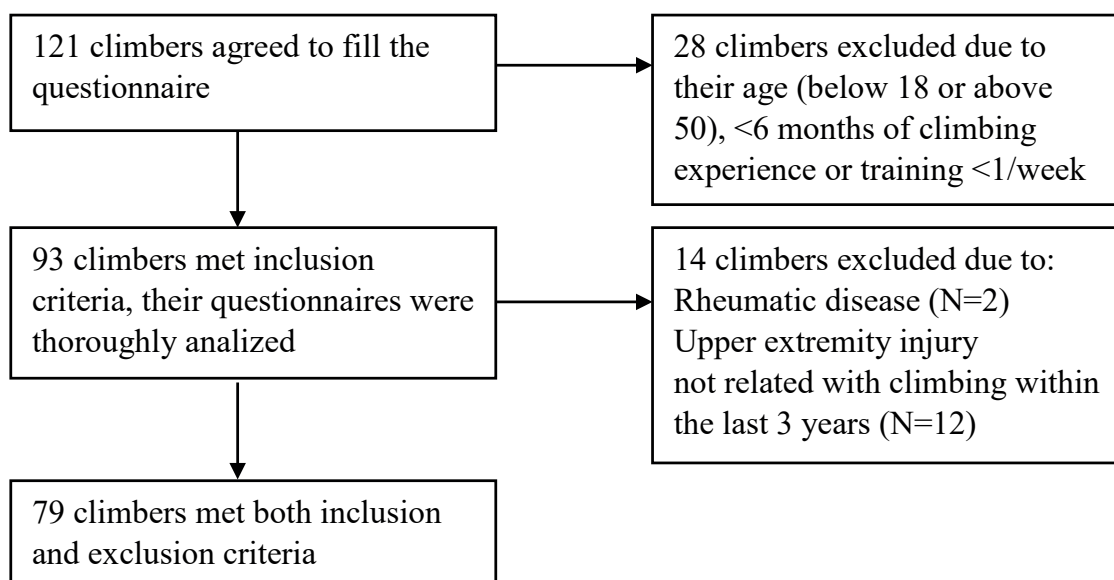 121 climbers agreed to fill the
questionnaire
28 climbers excluded due to
their age (below 18 or above
50), <6 months of climbing
experience or training <1/week
93 climbers met inclusion
criteria, their questionnaires were
thoroughly analized
14 climbers excluded due to:
Rheumatic disease (N=2)
Upper extremity injury
not related with climbing within
the last 3 years (N=12)
79 climbers met both inclusion
and exclusion criteria